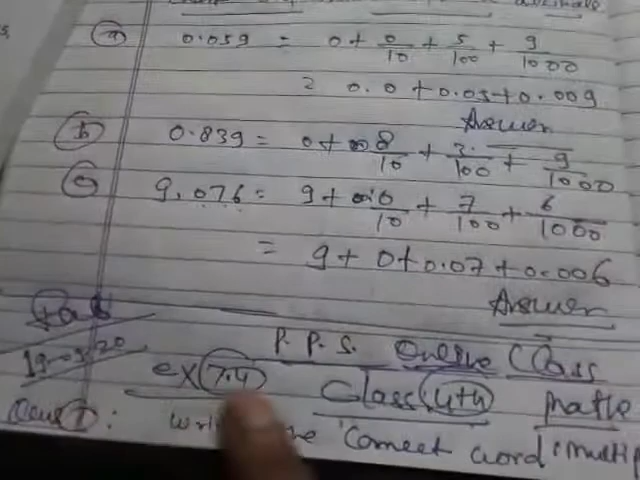 (a) 0.059 = 0 + 0/10 + 5/100 + 9/1000
= 0.0 + 0.05 + 0.009
Answer
(b) 0.839 = 0 + 8/10 + 3/100 + 9/1000
(c) 9.076 = 9 + 0/10 + 7/100 + 6/1000
= 9 + 0 + 0.07 + 0.006
Answer
P.P.S. Online Class
ex 7.4 Class 4th Maths
Ques 1: the correct word